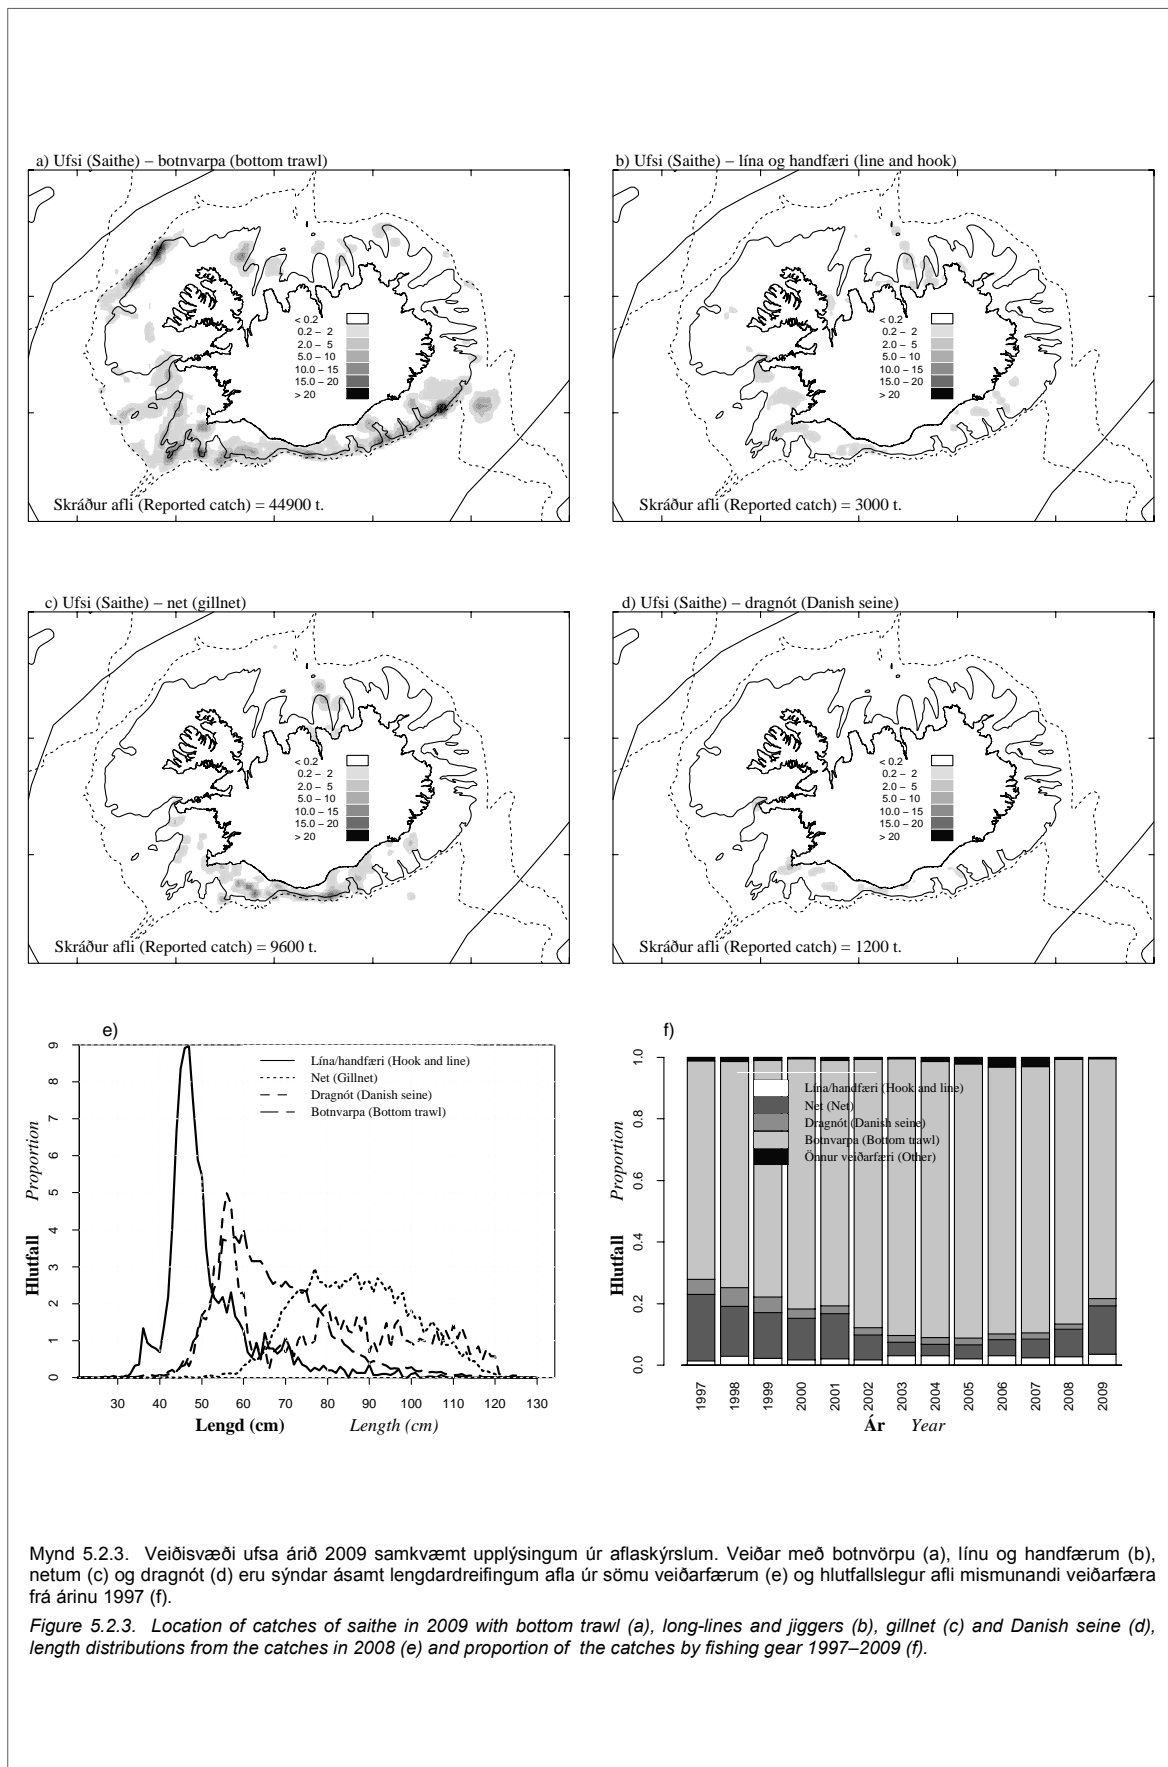 a) Ufsi (Saithe) – botnvarpa (bottom trawl)
< 0.2
0.2 – 2
2.0 – 5
5.0 – 10
10.0 – 15
15.0 – 20
> 20
Skráður afli (Reported catch) = 44900 t.
b) Ufsi (Saithe) – lína og handfæri (line and hook)
< 0.2
0.2 – 2
2.0 – 5
5.0 – 10
10.0 – 15
15.0 – 20
> 20
Skráður afli (Reported catch) = 3000 t.
c) Ufsi (Saithe) – net (gillnet)
< 0.2
0.2 – 2
2.0 – 5
5.0 – 10
10.0 – 15
15.0 – 20
> 20
Skráður afli (Reported catch) = 9600 t.
d) Ufsi (Saithe) – dragnót (Danish seine)
< 0.2
0.2 – 2
2.0 – 5
5.0 – 10
10.0 – 15
15.0 – 20
> 20
Skráður afli (Reported catch) = 1200 t.
e)
Hlutfall Proportion
9
8
7
6
5
4
3
2
1
0
Lína/handfæri (Hook and line)
Net (Gillnet)
Dragnót (Danish seine)
Botnvarpa (Bottom trawl)
30 40 50 60 70 80 90 100 110 120 130
Lengd (cm) Length (cm)
f)
Hlutfall Proportion
1.0
0.8
0.6
0.4
0.2
0.0
Lína/handfæri (Hook and line)
Net (Net)
Dragnót (Danish seine)
Botnvarpa (Bottom trawl)
Önnur veiðarfæri (Other)
1997 1998 1999 2000 2001 2002 2003 2004 2005 2006 2007 2008 2009
Ár Year
Mynd 5.2.3. Veiðisvæði ufsa árið 2009 samkvæmt upplýsingum úr aflaskýrslum. Veiðar með botnvörpu (a), línu og handfærum (b),
netum (c) og dragnót (d) eru sýndar ásamt lengdardreifingum afla úr sömu veiðarfærum (e) og hlutfallslegur afli mismunandi veiðarfæra
frá árinu 1997 (f).
Figure 5.2.3. Location of catches of saithe in 2009 with bottom trawl (a), long-lines and jiggers (b), gillnet (c) and Danish seine (d),
length distributions from the catches in 2008 (e) and proportion of the catches by fishing gear 1997–2009 (f).